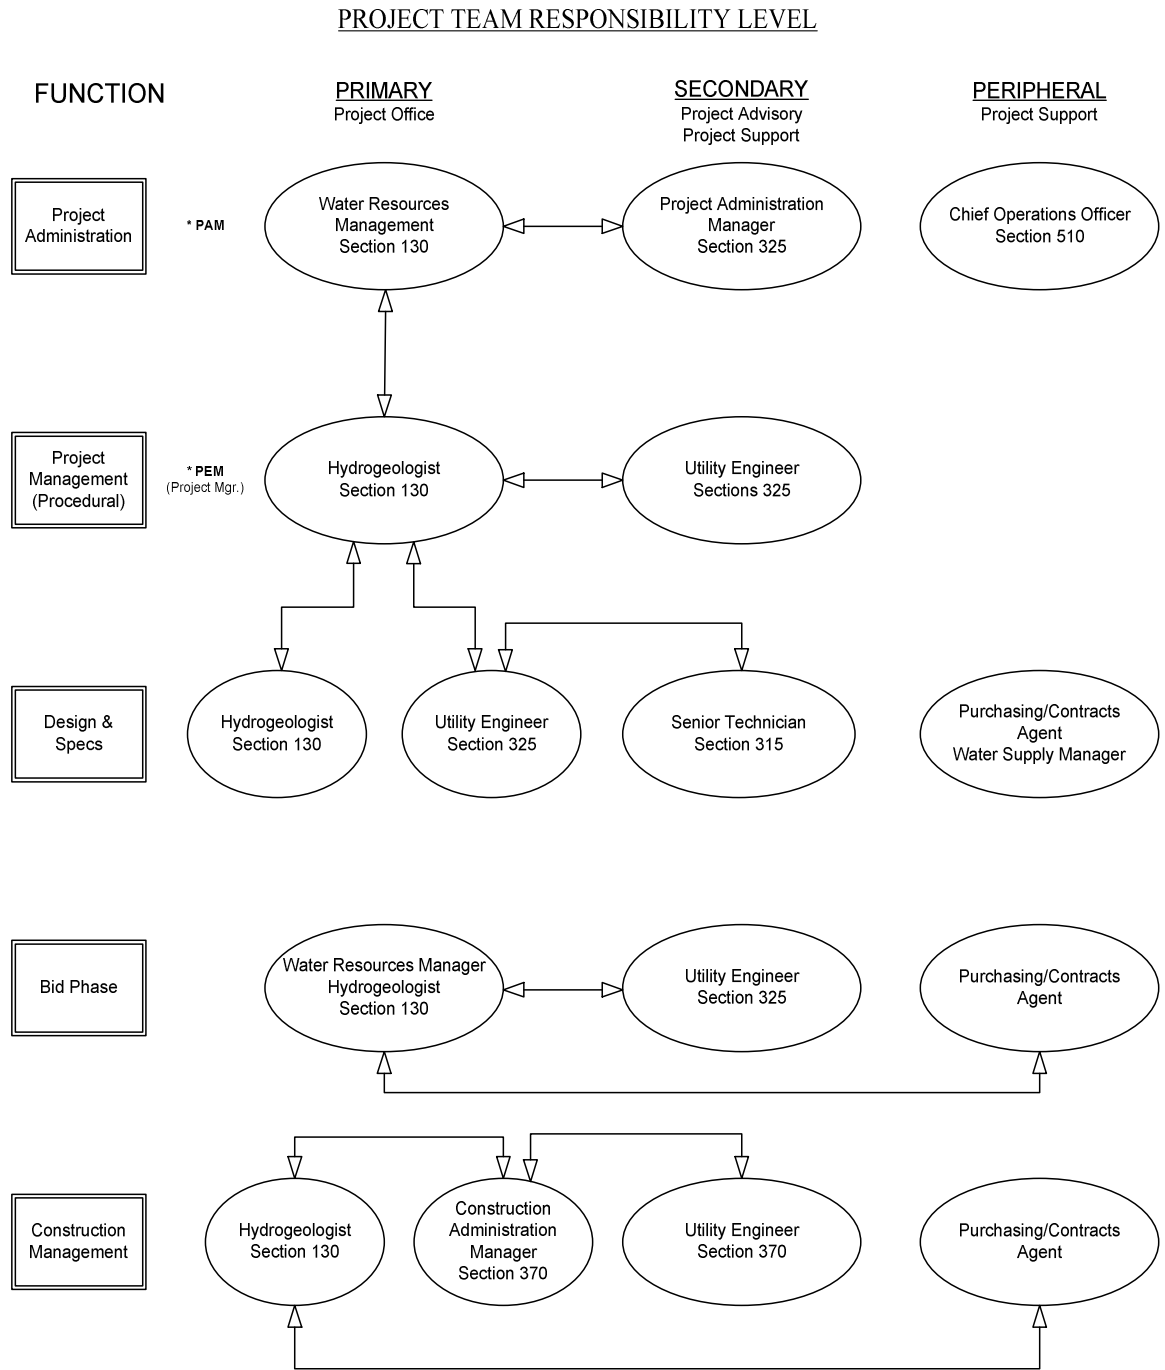 PROJECT TEAM RESPONSIBILITY LEVEL
FUNCTION
PRIMARY
Project Office
SECONDARY
Project Advisory
Project Support
PERIPHERAL
Project Support
Project
Administration
* PAM
Water Resources
Management
Section 130
Project Administration
Manager
Section 325
Chief Operations Officer
Section 510
Project
Management
(Procedural)
* PEM
(Project Mgr.)
Hydrogeologist
Section 130
Utility Engineer
Sections 325
Design &
Specs
Hydrogeologist
Section 130
Utility Engineer
Section 325
Senior Technician
Section 315
Purchasing/Contracts
Agent
Water Supply Manager
Bid Phase
Water Resources Manager
Hydrogeologist
Section 130
Utility Engineer
Section 325
Purchasing/Contracts
Agent
Construction
Management
Hydrogeologist
Section 130
Construction
Administration
Manager
Section 370
Utility Engineer
Section 370
Purchasing/Contracts
Agent